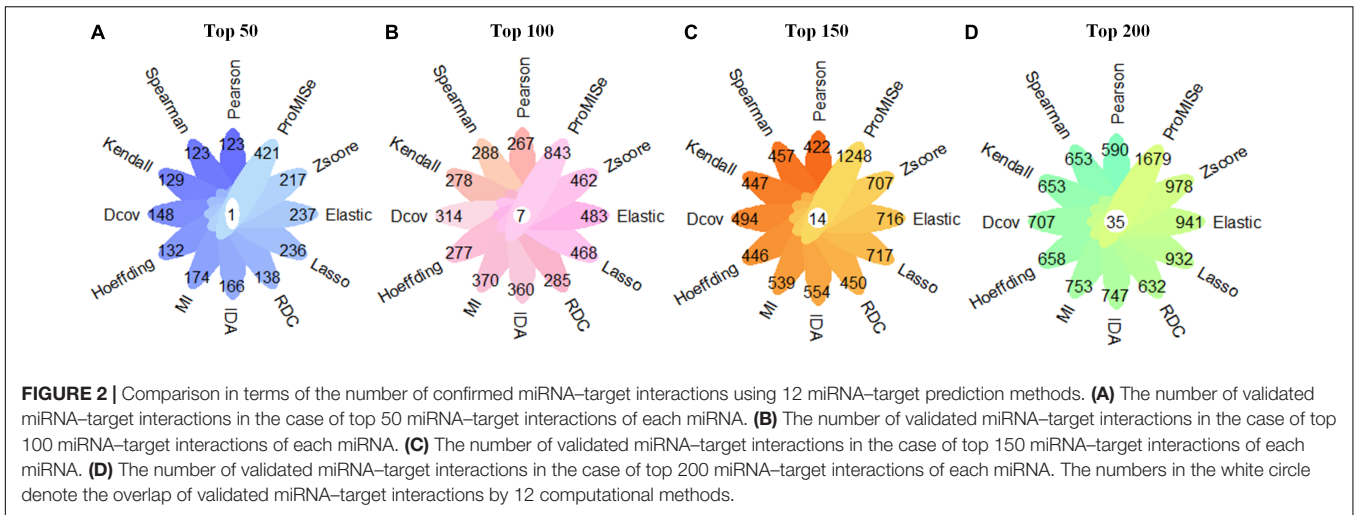 A Top 50 B Top 100 C Top 150 D Top 200
Pearson 123
ProMISe 421
Zscore 217
Elastic 237
Lasso 236
RDC 138
IDA 166
MI 174
Hoeffding 132
Dcov 148
Kendall 129
Spearman 123
1
Pearson 267
ProMISe 843
Zscore 462
Elastic 483
Lasso 468
RDC 285
IDA 360
MI 370
Hoeffding 277
Dcov 314
Kendall 278
Spearman 288
7
Pearson 422
ProMISe 1248
Zscore 707
Elastic 716
Lasso 717
RDC 450
IDA 554
MI 539
Hoeffding 446
Dcov 494
Kendall 447
Spearman 457
14
Pearson 590
ProMISe 1679
Zscore 978
Elastic 941
Lasso 932
RDC 632
IDA 747
MI 753
Hoeffding 658
Dcov 707
Kendall 653
Spearman 653
35
FIGURE 2 | Comparison in terms of the number of confirmed miRNA–target interactions using 12 miRNA–target prediction methods. (A) The number of validated
miRNA–target interactions in the case of top 50 miRNA–target interactions of each miRNA. (B) The number of validated miRNA–target interactions in the case of top
100 miRNA–target interactions of each miRNA. (C) The number of validated miRNA–target interactions in the case of top 150 miRNA–target interactions of each
miRNA. (D) The number of validated miRNA–target interactions in the case of top 200 miRNA–target interactions of each miRNA. The numbers in the white circle
denote the overlap of validated miRNA–target interactions by 12 computational methods.